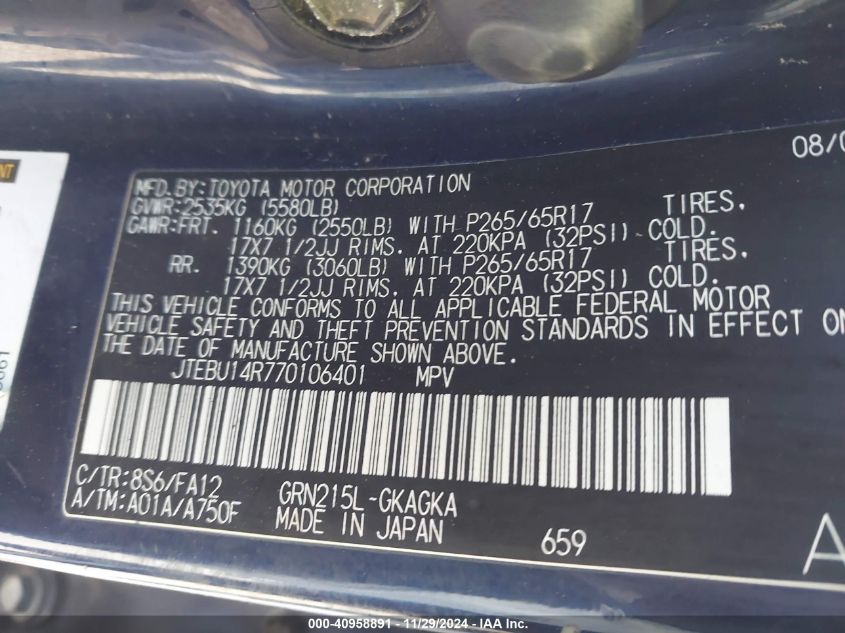 08/0
MFD.BY:TOYOTA MOTOR CORPORATION
GVWR:2535KG (5580LB)
GAWR:FRT. 1160KG (2550LB) WITH P265/65R17 TIRES,
17X7 1/2JJ RIMS, AT 220KPA (32PSI) COLD.
RR. 1390KG (3060LB) WITH P265/65R17 TIRES,
17X7 1/2JJ RIMS, AT 220KPA (32PSI) COLD.
THIS VEHICLE CONFORMS TO ALL APPLICABLE FEDERAL MOTOR
VEHICLE SAFETY AND THEFT PREVENTION STANDARDS IN EFFECT ON
THE DATE OF MANUFACTURE SHOWN ABOVE.
JTEBU14R770106401 MPV
C/TR:8S6/FA12
A/TM:A01A/A750F
GRN215L-GKAGKA
MADE IN JAPAN
659
A
000-40958891 - 11/29/2024 - IAA Inc.